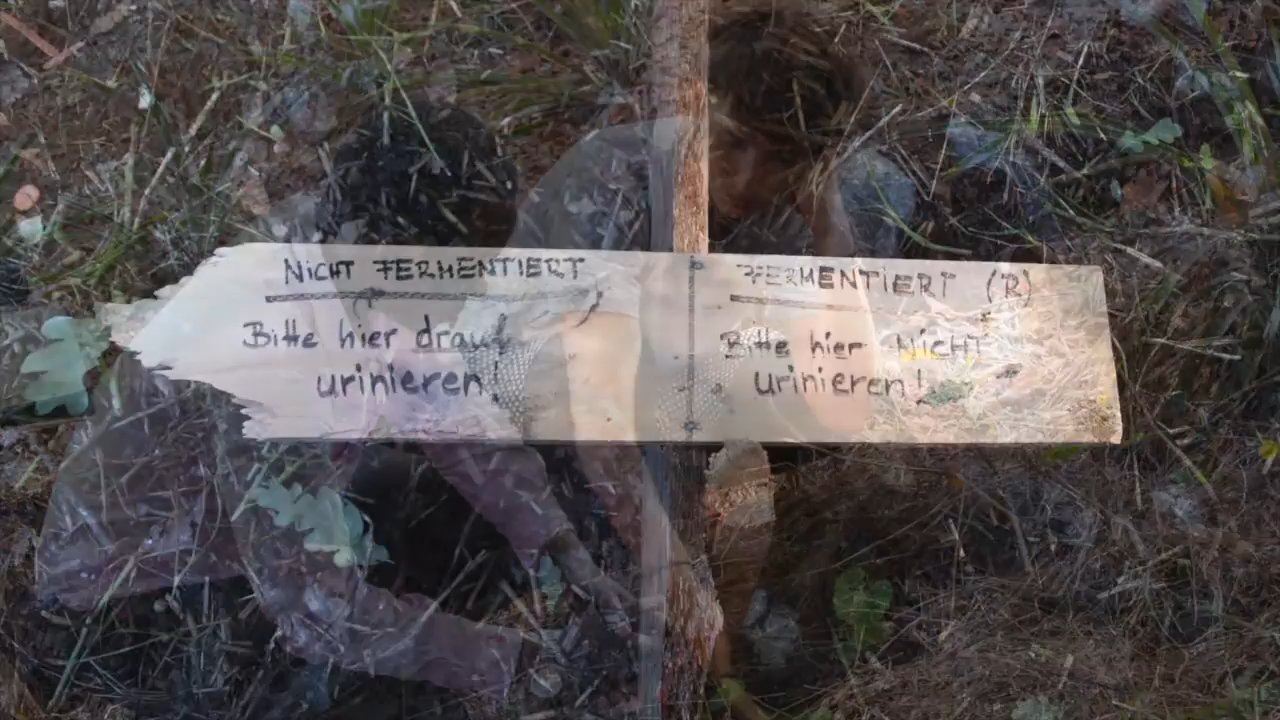 NICHT FERMENTIERT
Bitte hier drauf
urinieren!
FERMENTIERT (R)
Bitte hier NICHT
urinieren!